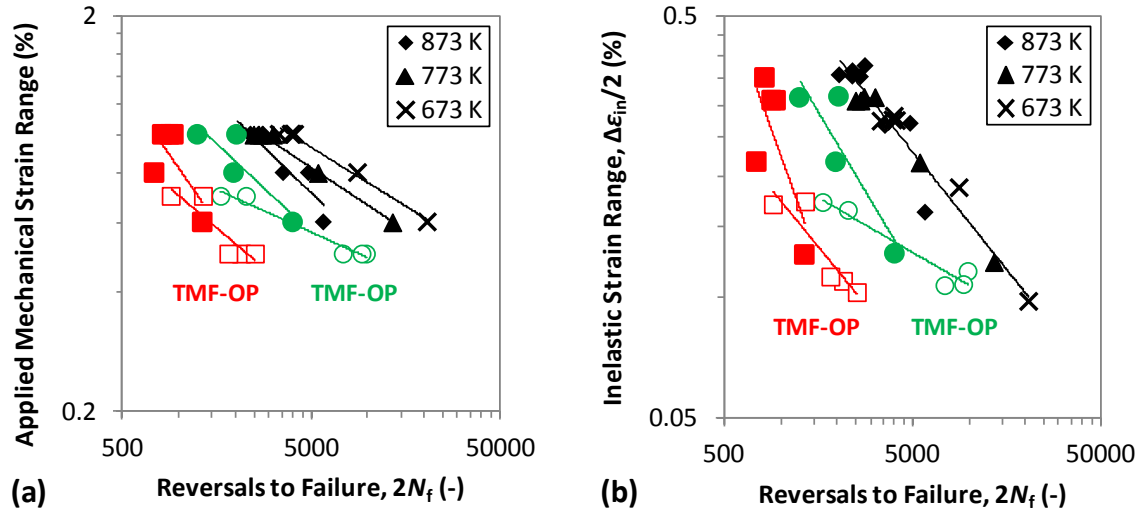 2
0.2
500
5000
50000
Applied Mechanical Strain Range (%)
Reversals to Failure, 2Nf (-)
873 K
773 K
673 K
TMF-OP
TMF-OP
(a)
0.5
0.05
500
5000
50000
Inelastic Strain Range, Δεin/2 (%)
Reversals to Failure, 2Nf (-)
873 K
773 K
673 K
TMF-OP
TMF-OP
(b)